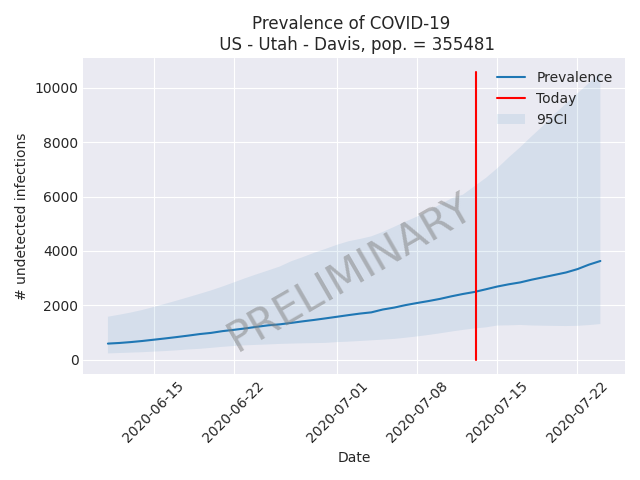 Prevalence of COVID-19
US - Utah - Davis, pop. = 355481
# undetected infections
10000
8000
6000
4000
2000
0
Prevalence
Today
95CI
PRELIMINARY
2020-06-15
2020-06-22
2020-07-01
2020-07-08
2020-07-15
2020-07-22
Date